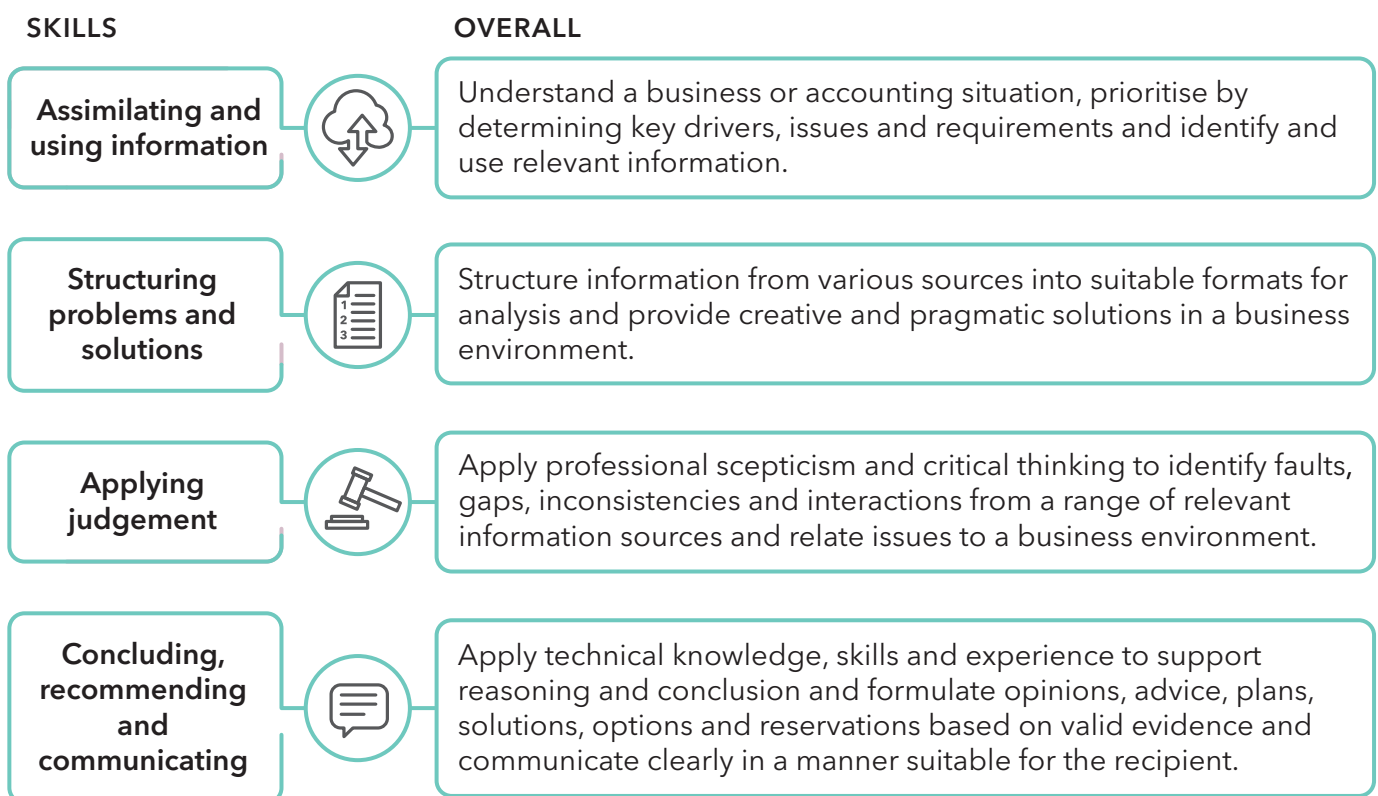 SKILLS
OVERALL
Assimilating and
using information
Understand a business or accounting situation, prioritise by
determining key drivers, issues and requirements and identify and
use relevant information.
Structuring
problems and
solutions
1
2
3
Structure information from various sources into suitable formats for
analysis and provide creative and pragmatic solutions in a business
environment.
Applying
judgement
Apply professional scepticism and critical thinking to identify faults,
gaps, inconsistencies and interactions from a range of relevant
information sources and relate issues to a business environment.
Concluding,
recommending
and
communicating
Apply technical knowledge, skills and experience to support
reasoning and conclusion and formulate opinions, advice, plans,
solutions, options and reservations based on valid evidence and
communicate clearly in a manner suitable for the recipient.